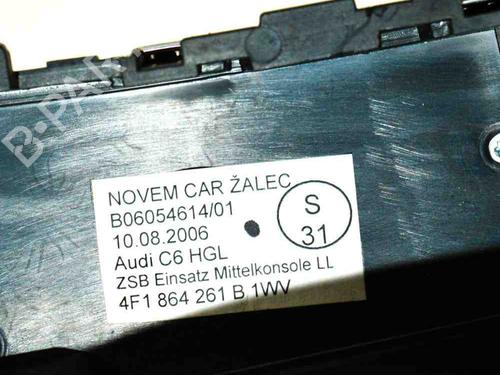 B-PARTS
NOVEM CAR ŽALEC
B06054614/01
10.08.2006
Audi C6 HGL
ZSB Einsatz Mittelkonsole LL
4F1 864 261 B 1WV
S
31